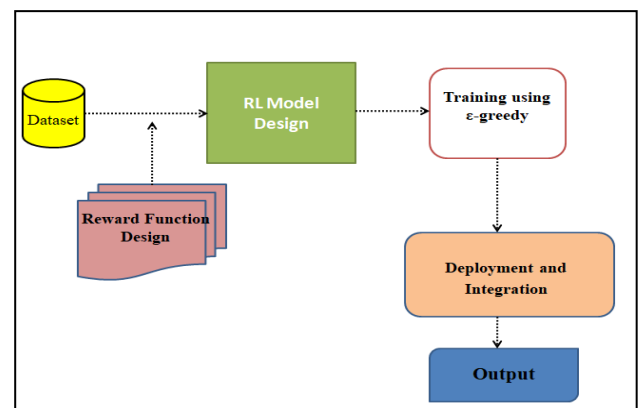 Dataset
RL Model
Design
Training using
ε-greedy
Reward Function
Design
Deployment and
Integration
Output